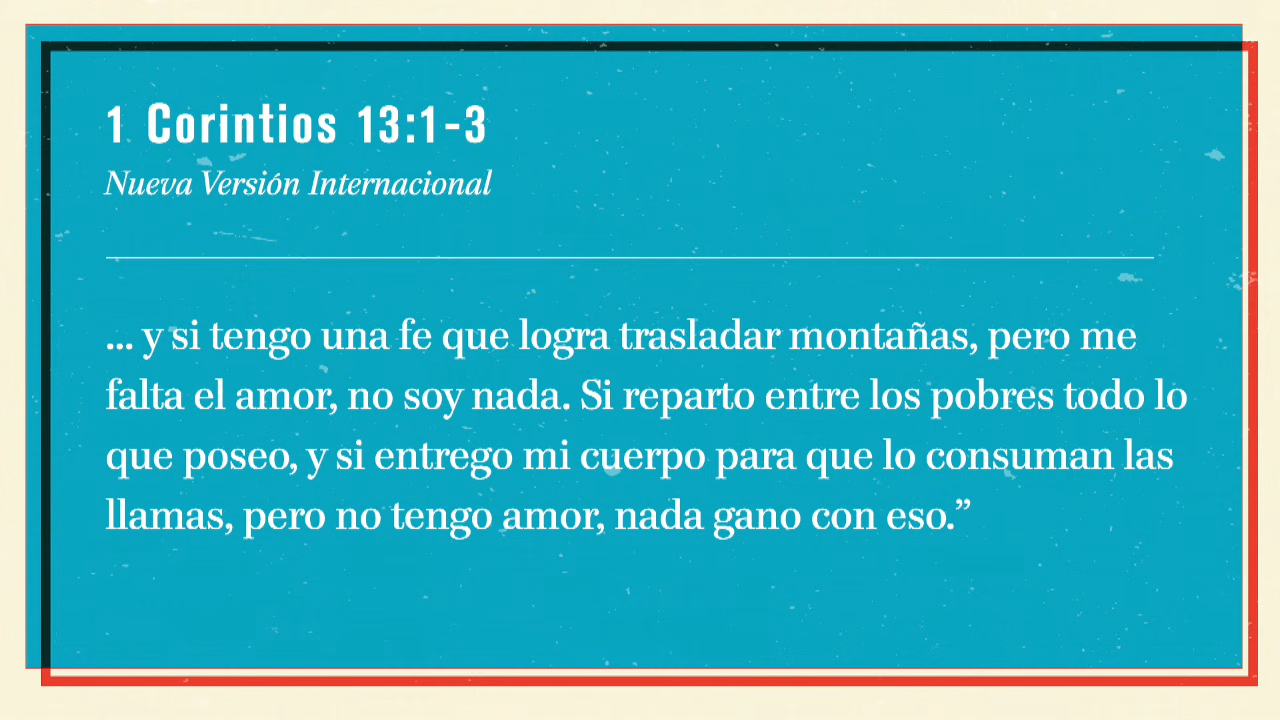 1 Corintios 13:1-3
Nueva Versión Internacional
... y si tengo una fe que logra trasladar montañas, pero me
falta el amor, no soy nada. Si reparto entre los pobres todo lo
que poseo, y si entrego mi cuerpo para que lo consuman las
llamas, pero no tengo amor, nada gano con eso.”